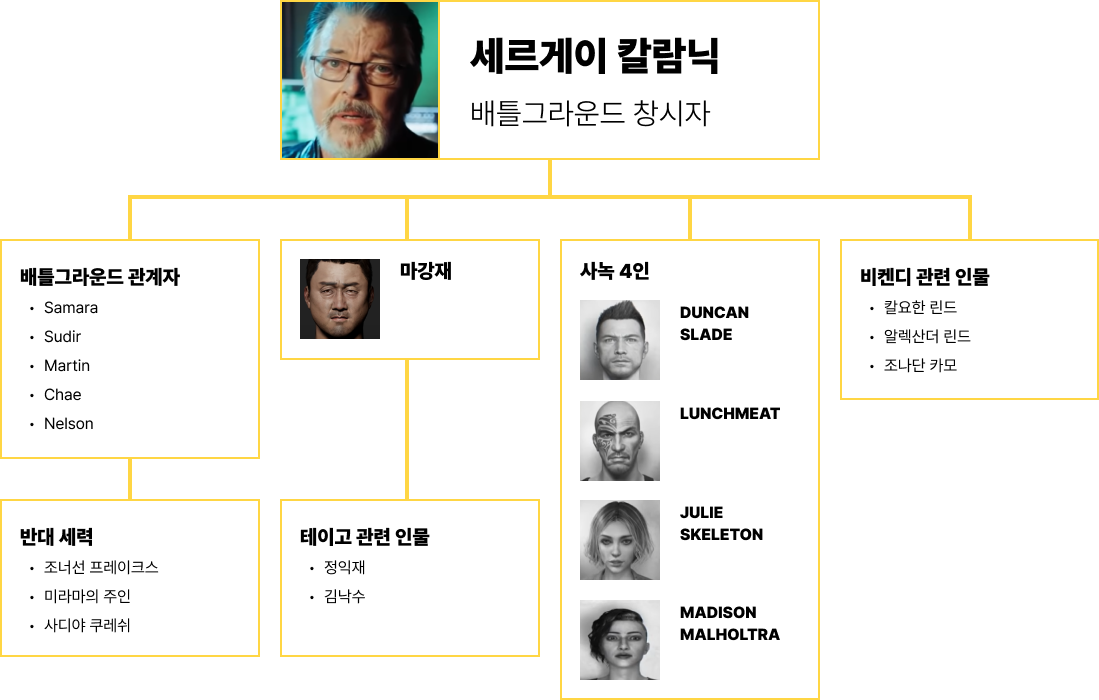 세르게이 칼람닉
배틀그라운드 창시자
배틀그라운드 관계자
• Samara
• Sudir
• Martin
• Chae
• Nelson
마강재
사녹 4인
DUNCAN
SLADE
LUNCHMEAT
JULIE
SKELETON
MADISON
MALHOLTRA
비켄디 관련 인물
• 칼요한 린드
• 알렉산더 린드
• 조나단 카모
반대 세력
• 조너선 프레이크스
• 미라마의 주인
• 사디야 쿠레쉬
테이고 관련 인물
• 정익재
• 김낙수